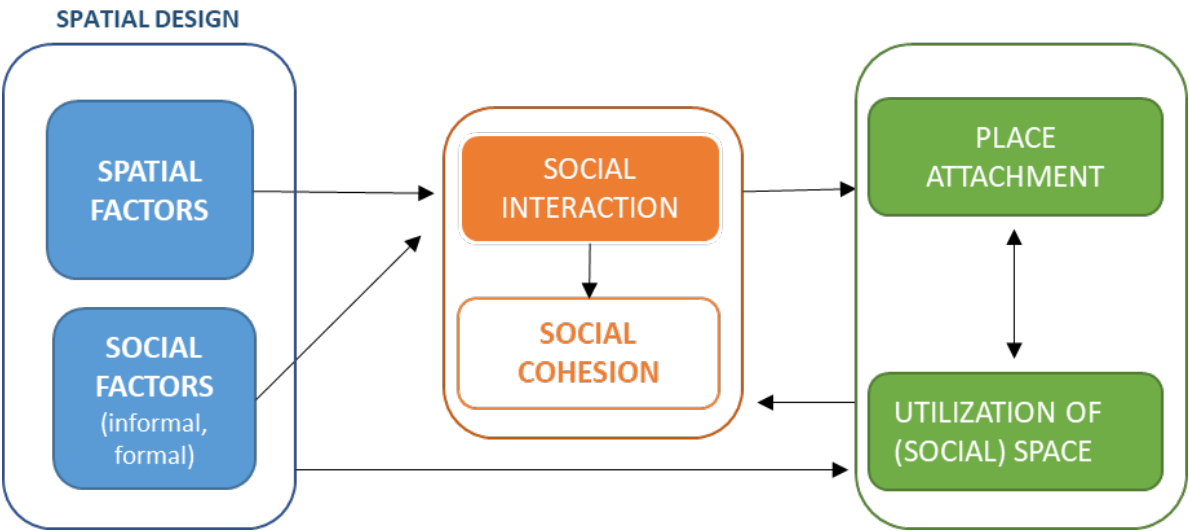 SPATIAL DESIGN
SPATIAL
FACTORS
SOCIAL
FACTORS
(informal,
formal)
SOCIAL
INTERACTION
SOCIAL
COHESION
PLACE
ATTACHMENT
UTILIZATION OF
(SOCIAL) SPACE